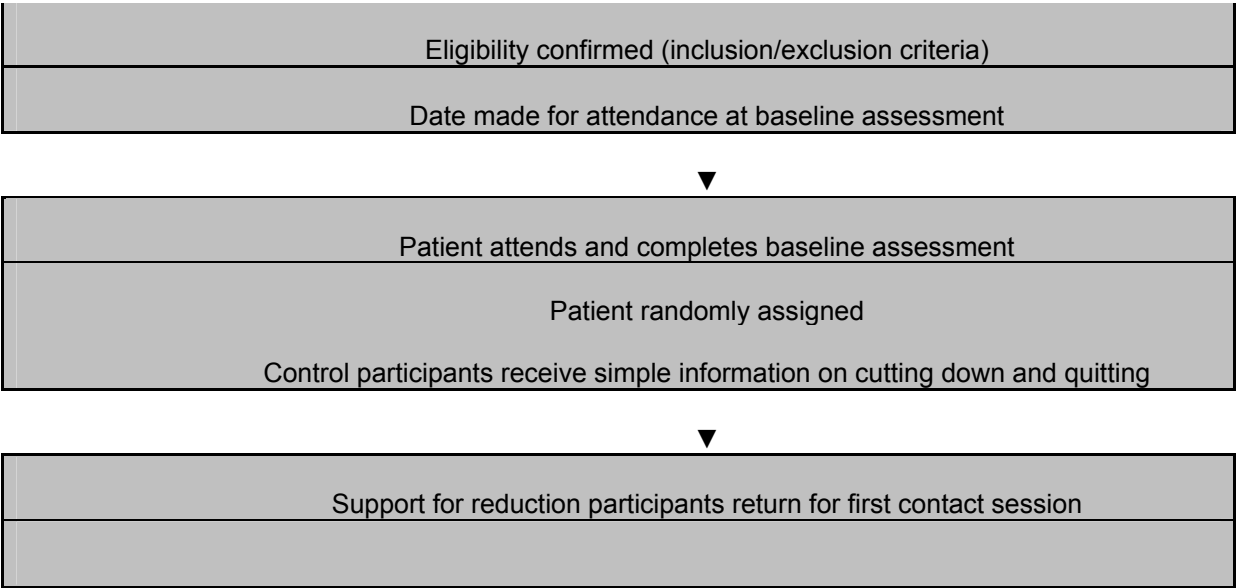 Eligibility confirmed (inclusion/exclusion criteria)
Date made for attendance at baseline assessment
▼
Patient attends and completes baseline assessment
Patient randomly assigned
Control participants receive simple information on cutting down and quitting
▼
Support for reduction participants return for first contact session